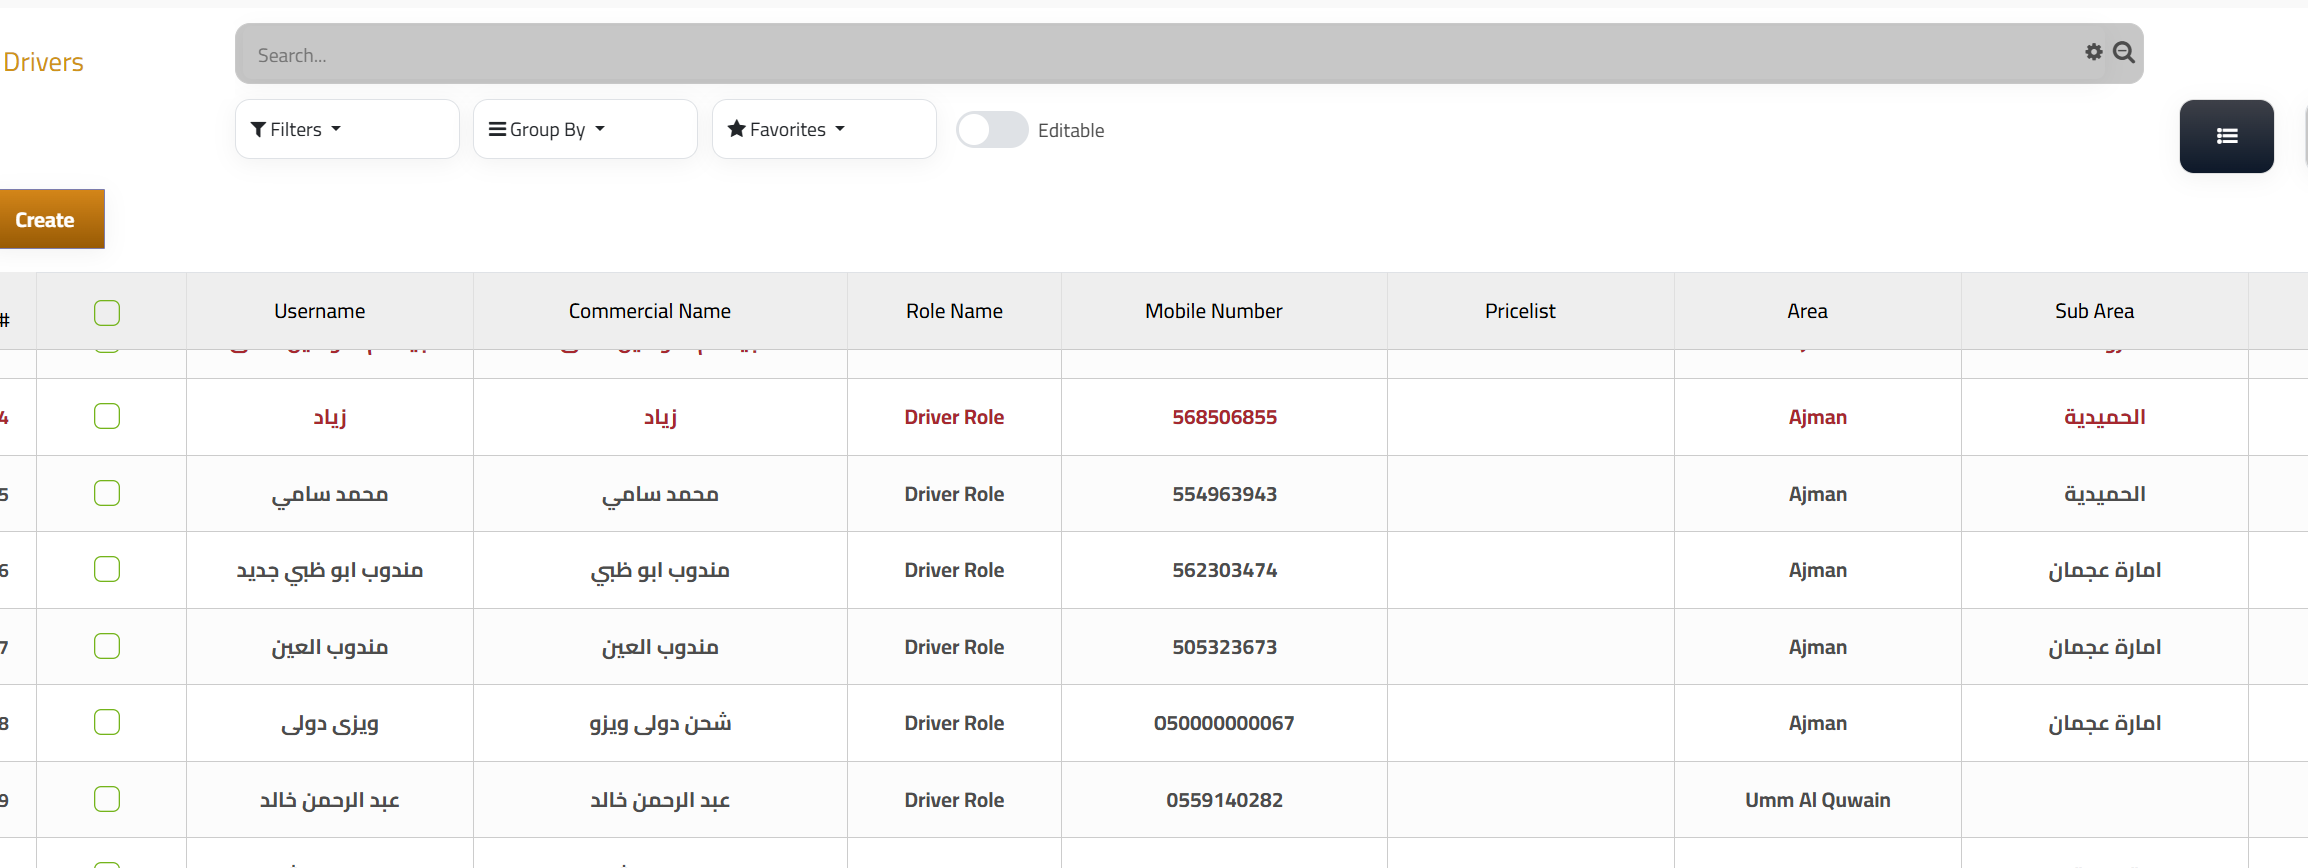 Drivers
Search...
Filters
Group By
Favorites
Editable
Create
# Username Commercial Name Role Name Mobile Number Pricelist Area Sub Area
4 زياد زياد Driver Role 568506855 Ajman الحميدية
5 محمد سامي محمد سامي Driver Role 554963943 Ajman الحميدية
6 مندوب ابو ظبي جديد مندوب ابو ظبي Driver Role 562303474 Ajman امارة عجمان
7 مندوب العين مندوب العين Driver Role 505323673 Ajman امارة عجمان
8 ويزى دولى شحن دولى ويزو Driver Role 050000000067 Ajman امارة عجمان
9 عبد الرحمن خالد عبد الرحمن خالد Driver Role 0559140282 Umm Al Quwain